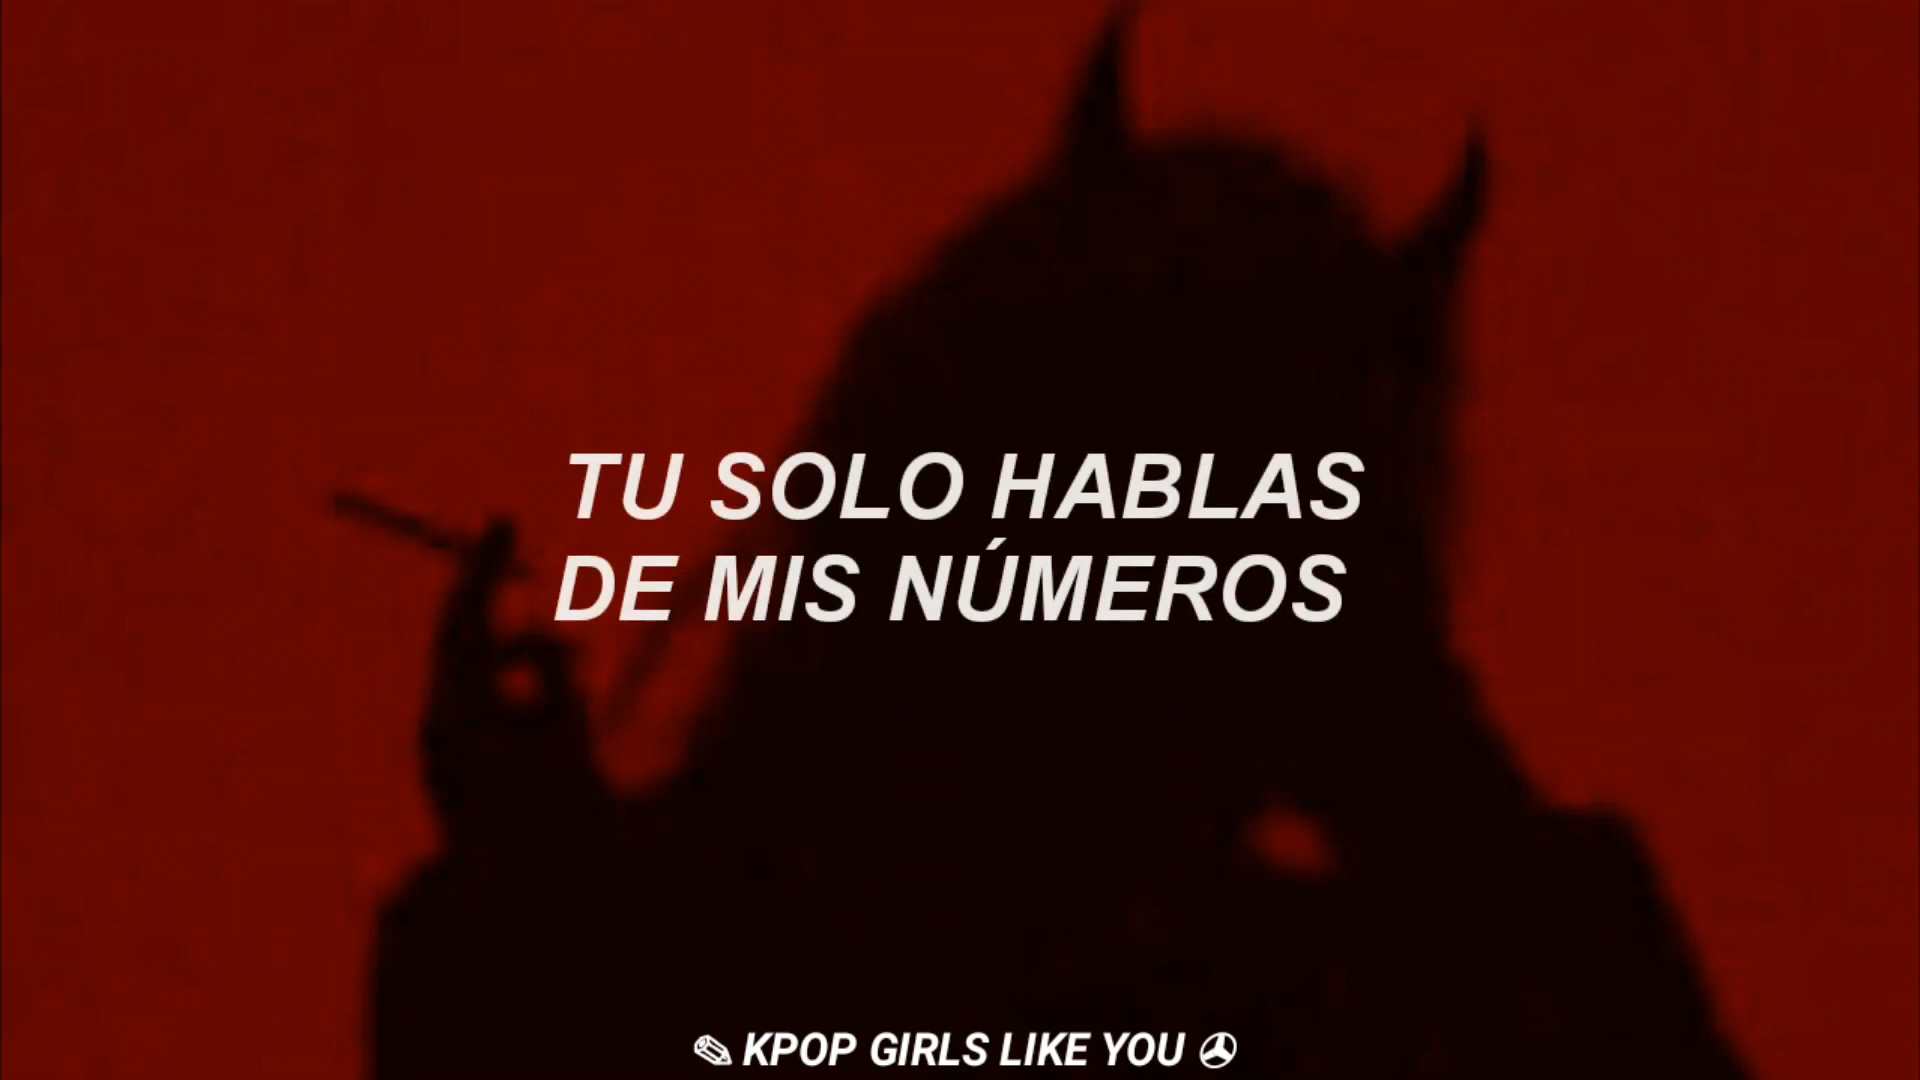 TU SOLO HABLAS
DE MIS NÚMEROS
✎ KPOP GIRLS LIKE YOU ✇